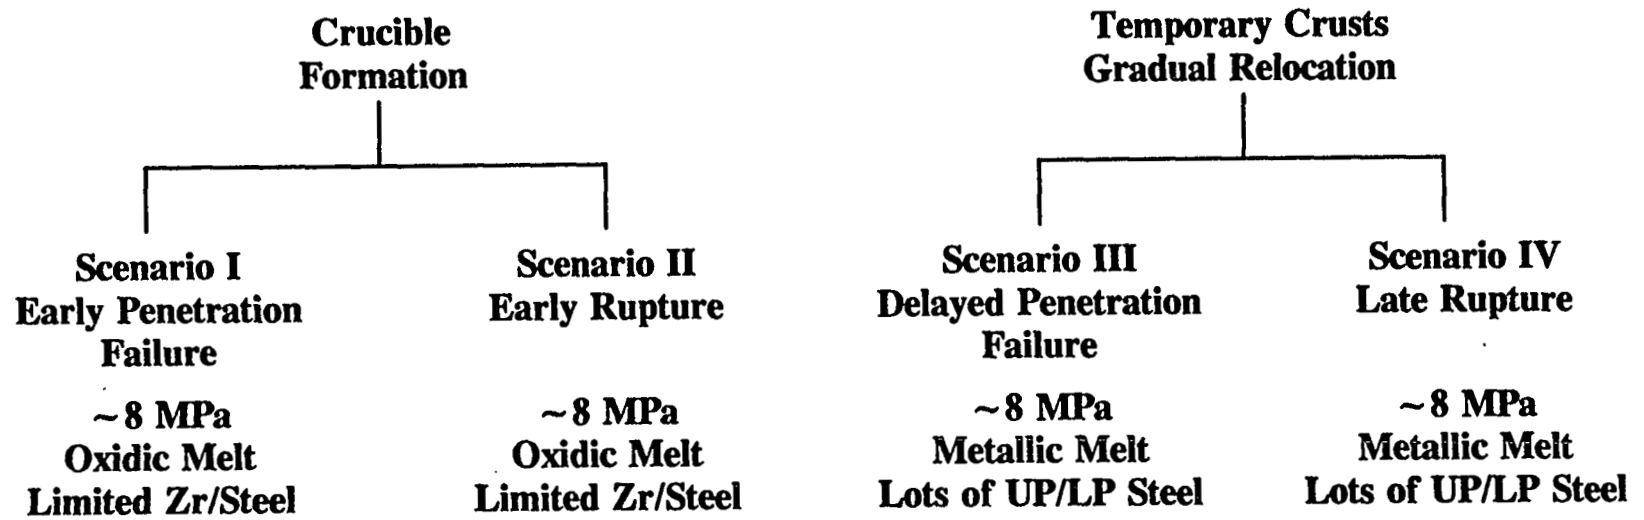 Crucible
Formation
Temporary Crusts
Gradual Relocation
Scenario I
Early Penetration
Failure
~8 MPa
Oxidic Melt
Limited Zr/Steel
Scenario II
Early Rupture
~8 MPa
Oxidic Melt
Limited Zr/Steel
Scenario III
Delayed Penetration
Failure
~8 MPa
Metallic Melt
Lots of UP/LP Steel
Scenario IV
Late Rupture
~8 MPa
Metallic Melt
Lots of UP/LP Steel